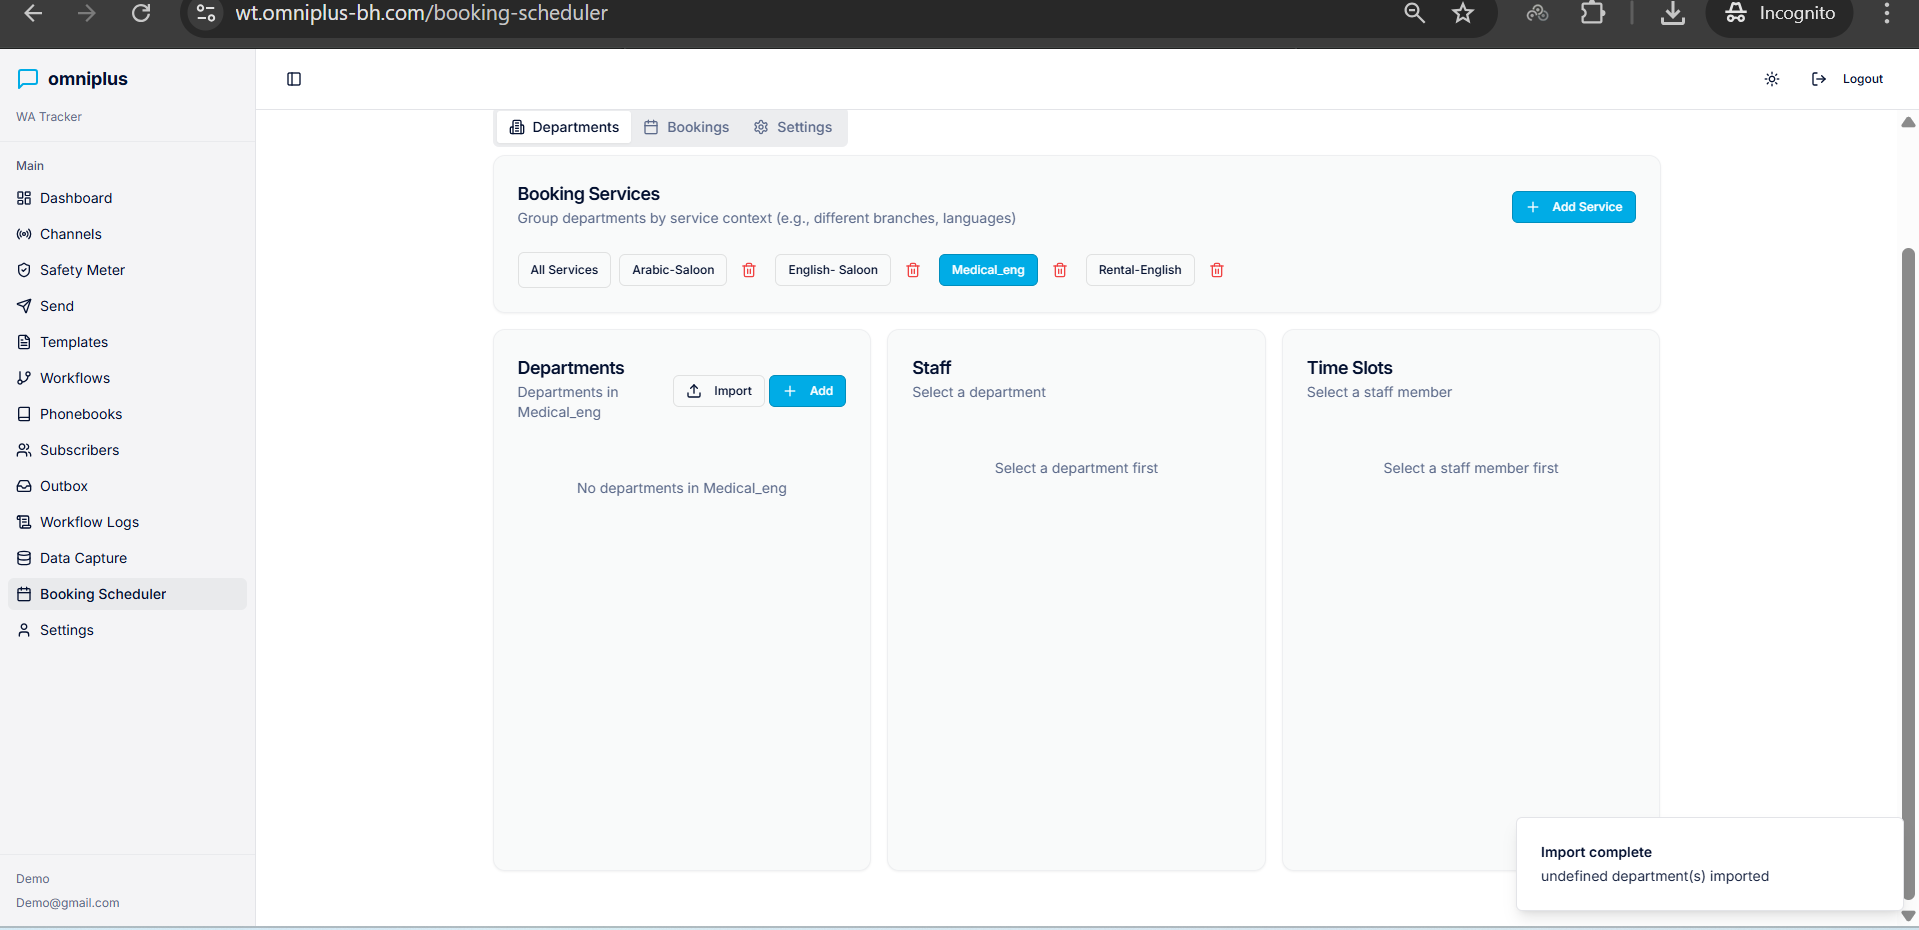 wt.omniplus-bh.com/booking-scheduler
Incognito
omniplus
WA Tracker
Logout
Main
Dashboard
Channels
Safety Meter
Send
Templates
Workflows
Phonebooks
Subscribers
Outbox
Workflow Logs
Data Capture
Booking Scheduler
Settings
Demo
Demo@gmail.com
Departments Bookings Settings
Booking Services
Group departments by service context (e.g., different branches, languages)
+ Add Service
All Services Arabic-Saloon English- Saloon Medical_eng Rental-English
Departments
Departments in
Medical_eng
Import + Add
No departments in Medical_eng
Staff
Select a department
Select a department first
Time Slots
Select a staff member
Select a staff member first
Import complete
undefined department(s) imported